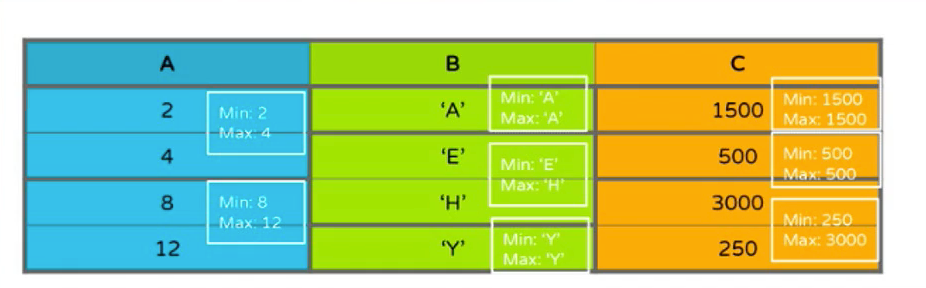 A B C
2 Min: 2 Max: 4 'A' Min: 'A' Max: 'A' 1500 Min: 1500 Max: 1500
4 'E' Min: 'E' Max: 'H' 500 Min: 500 Max: 500
8 Min: 8 Max: 12 'H' 3000 Min: 250 Max: 3000
12 'Y' Min: 'Y' Max: 'Y' 250